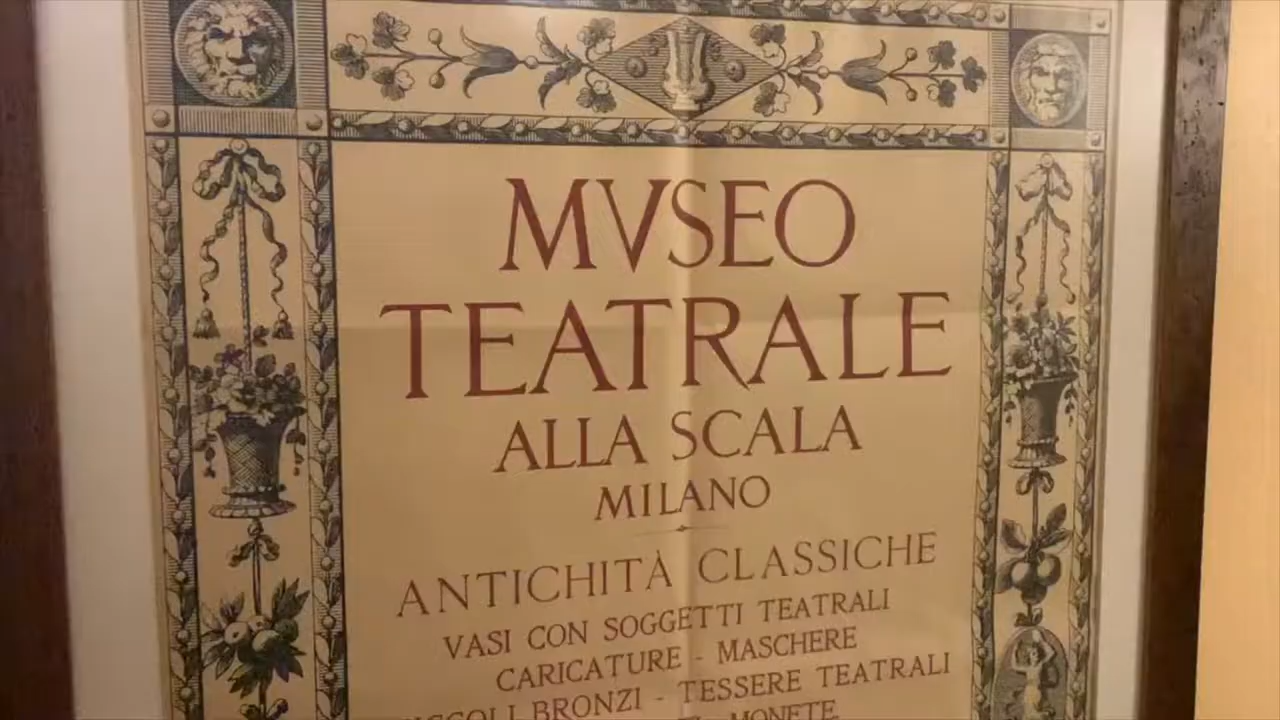 MVSEO
TEATRALE
ALLA SCALA
MILANO
ANTICHITÀ CLASSICHE
VASI CON SOGGETTI TEATRALI
CARICATURE - MASCHERE
BRONZI - TESSERE TEATRALI
MONETE